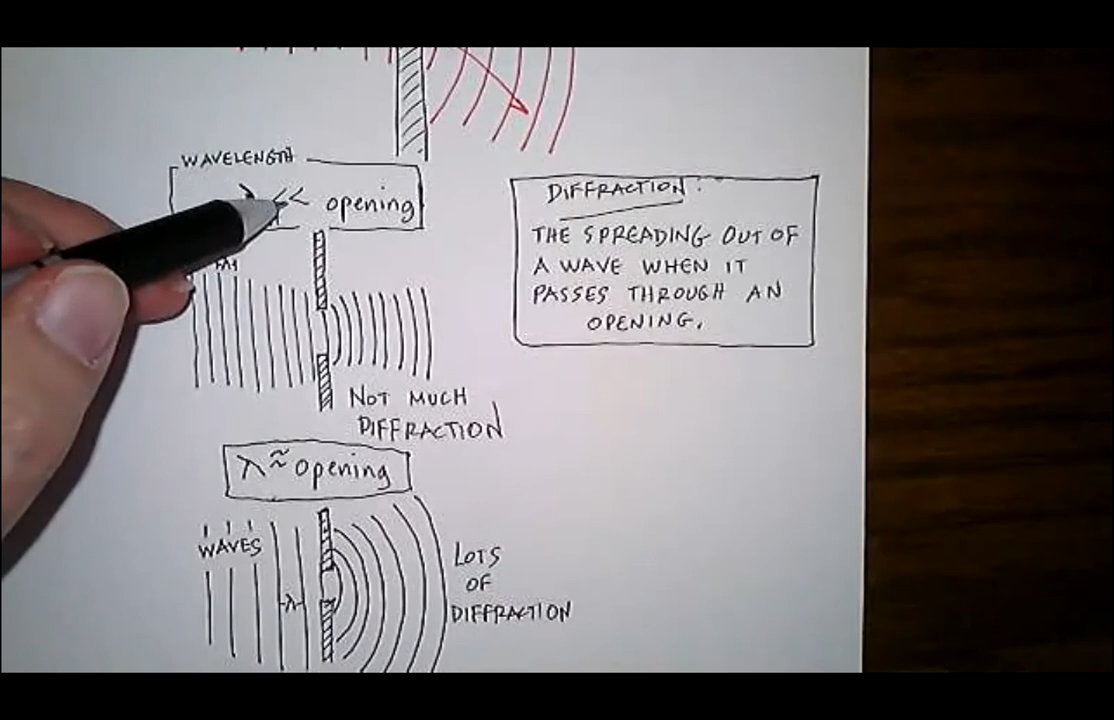 WAVELENGTH
<< opening
DIFFRACTION:
THE SPREADING OUT OF
A WAVE WHEN IT
PASSES THROUGH AN
OPENING.
λ
NOT MUCH
DIFFRACTION
λ ≈ opening
WAVES
λ
LOTS
OF
DIFFRACTION